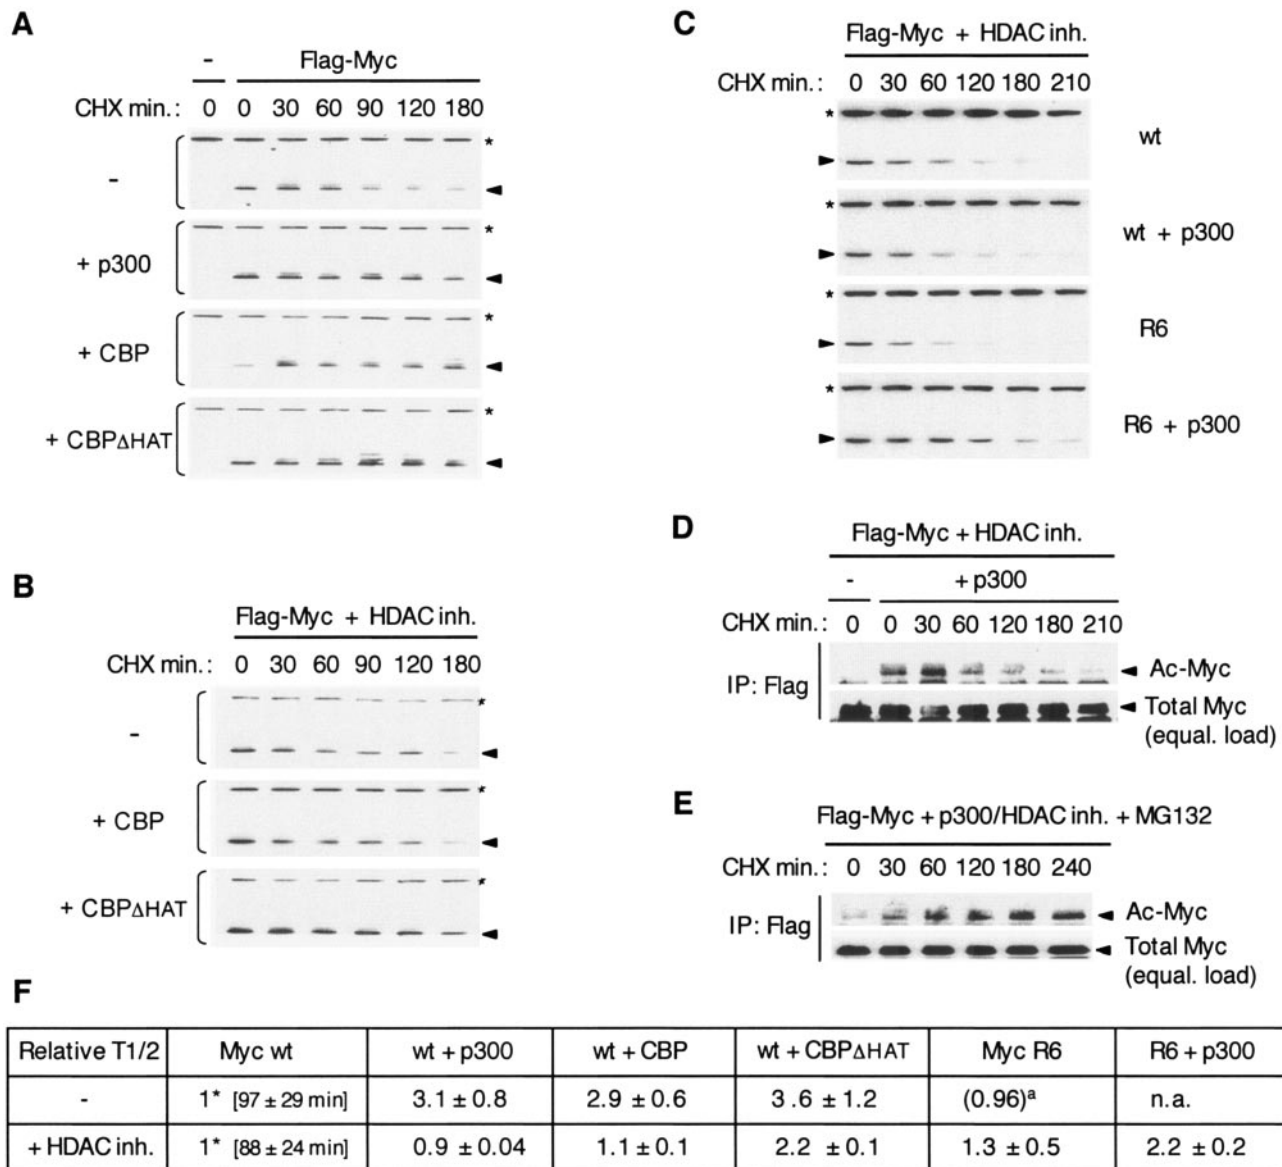 A
- Flag-Myc
CHX min.: 0 0 30 60 90 120 180
*
-
*
+ p300
*
+ CBP
*
+ CBPΔHAT
B
Flag-Myc + HDAC inh.
CHX min.: 0 30 60 90 120 180
*
-
*
+ CBP
*
+ CBPΔHAT
C
Flag-Myc + HDAC inh.
CHX min.: 0 30 60 120 180 210
*
wt
*
wt + p300
*
R6
*
R6 + p300
D
Flag-Myc + HDAC inh.
- + p300
CHX min.: 0 0 30 60 120 180 210
IP: Flag
Ac-Myc
Total Myc
(equal. load)
E
Flag-Myc + p300/HDAC inh. + MG132
CHX min.: 0 30 60 120 180 240
IP: Flag
Ac-Myc
Total Myc
(equal. load)
F
Relative T1/2 Myc wt wt + p300 wt + CBP wt + CBPΔHAT Myc R6 R6 + p300
- 1* [97 ± 29 min] 3.1 ± 0.8 2.9 ± 0.6 3.6 ± 1.2 (0.96)ᵃ n.a.
+ HDAC inh. 1* [88 ± 24 min] 0.9 ± 0.04 1.1 ± 0.1 2.2 ± 0.1 1.3 ± 0.5 2.2 ± 0.2